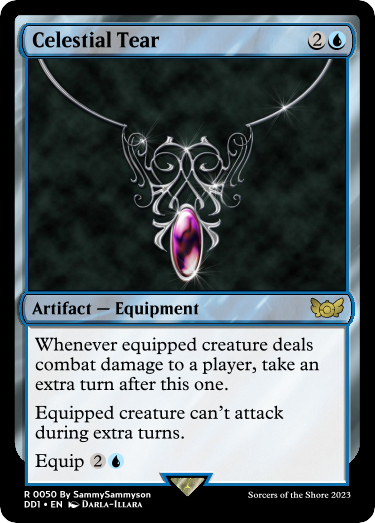 Celestial Tear 2
Artifact — Equipment
Whenever equipped creature deals
combat damage to a player, take an
extra turn after this one.
Equipped creature can't attack
during extra turns.
Equip 2
R 0050 By SammySammyson
DD1 • EN Darla-Illara
Sorcers of the Shore 2023